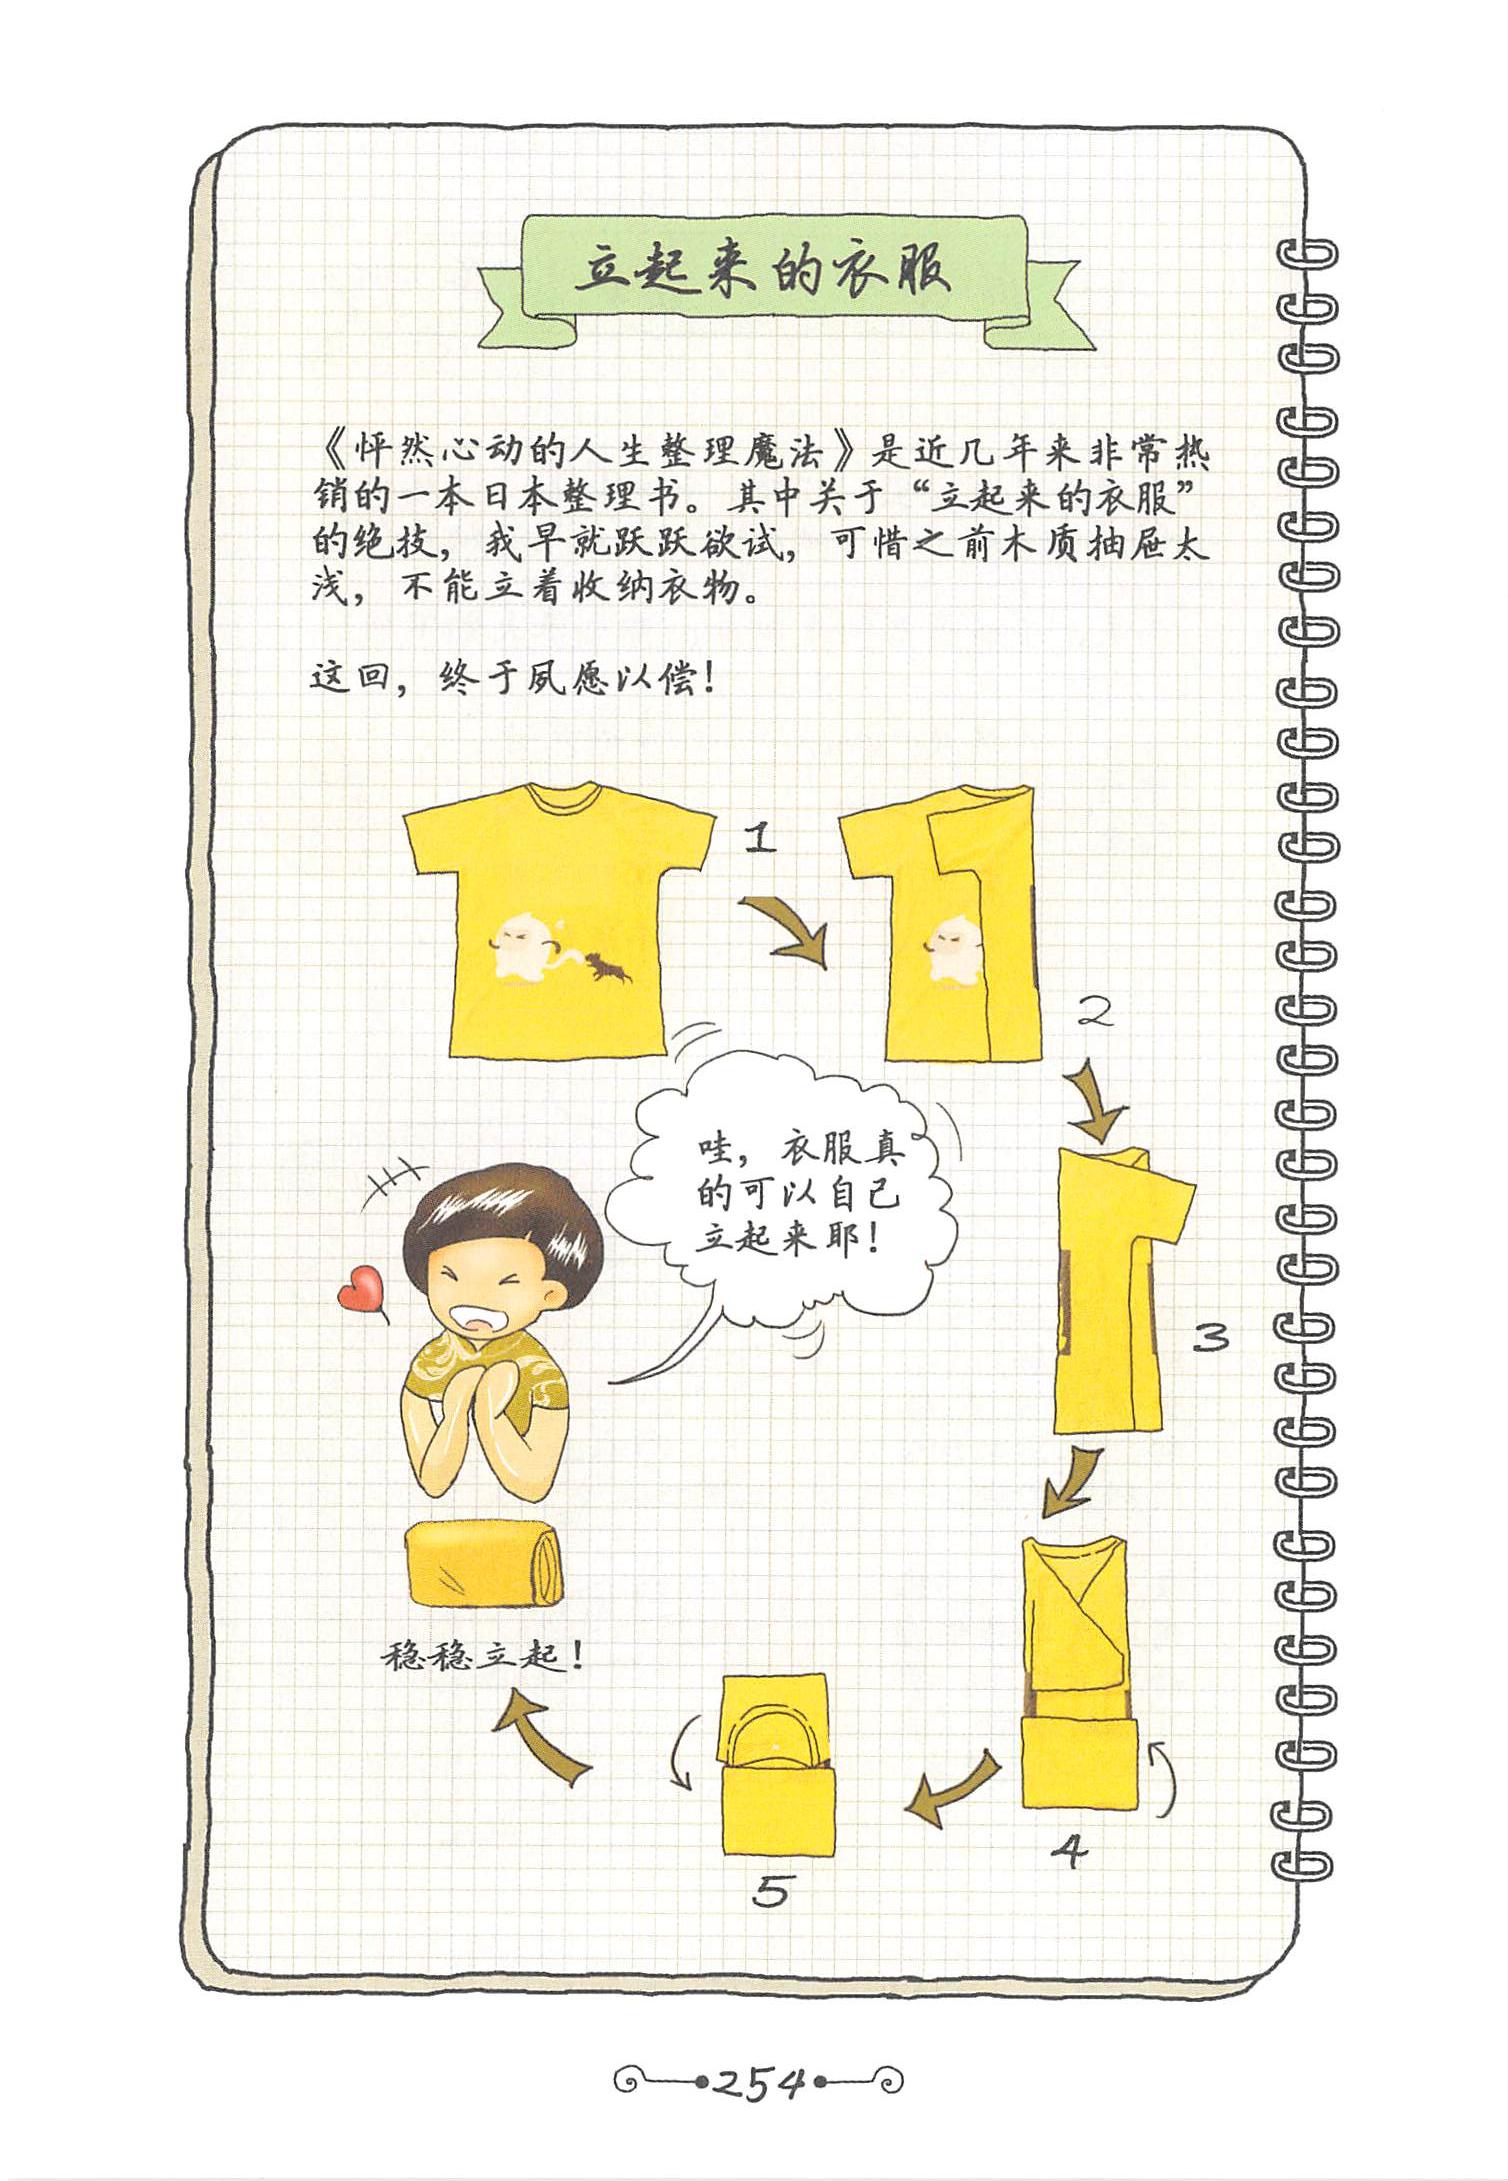 立起来的衣服
《怦然心动的人生整理魔法》是近几年来非常热
销的一本日本整理书。其中关于“立起来的衣服”
的绝技，我早就跃跃欲试，可惜之前木质抽屉太
浅，不能立着收纳衣物。
这回，终于夙愿以偿！
1
2
哇，衣服真
的可以自己
立起来耶！
3
4
5
稳稳立起！
254